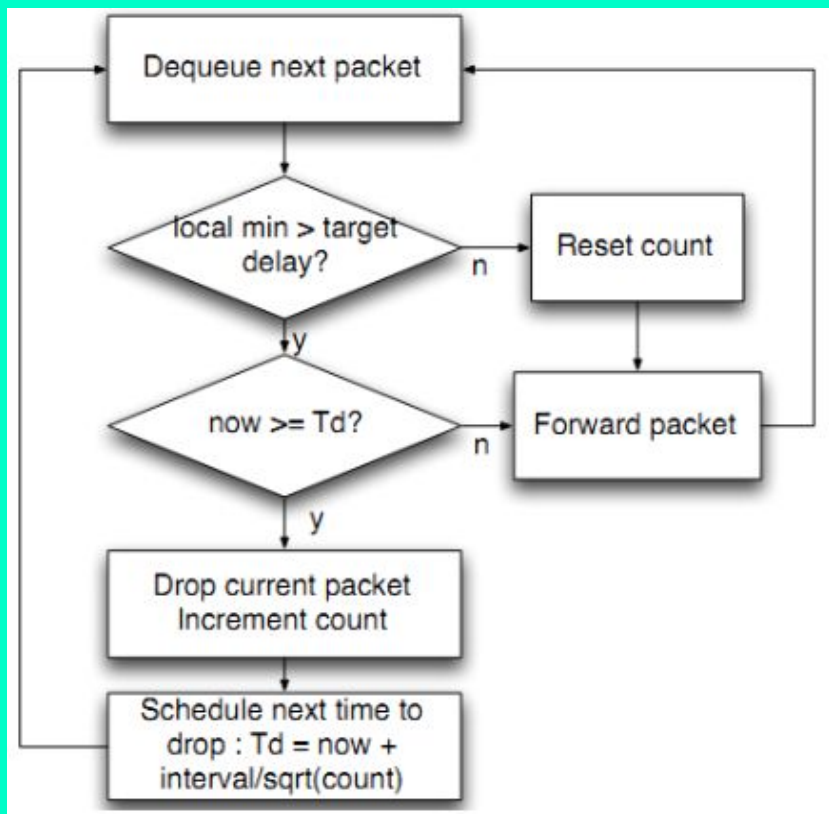 Dequeue next packet
local min > target
delay?
n
Reset count
y
now >= Td?
n
Forward packet
y
Drop current packet
Increment count
Schedule next time to
drop : Td = now +
interval/sqrt(count)